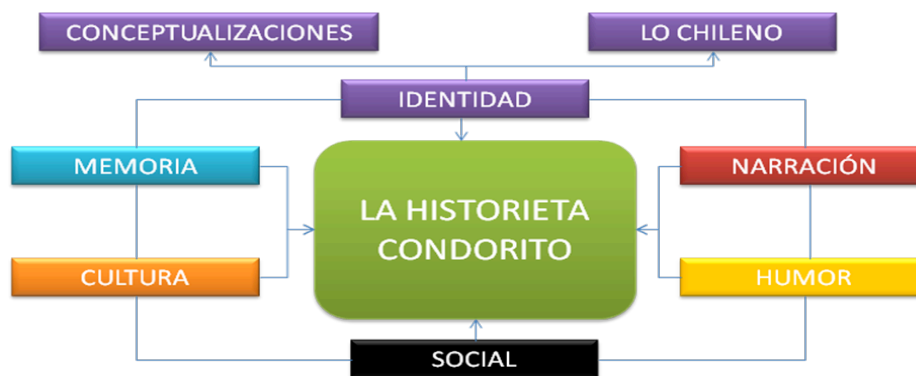 CONCEPTUALIZACIONES
LO CHILENO
IDENTIDAD
MEMORIA
NARRACIÓN
LA HISTORIETA
CONDORITO
CULTURA
HUMOR
SOCIAL